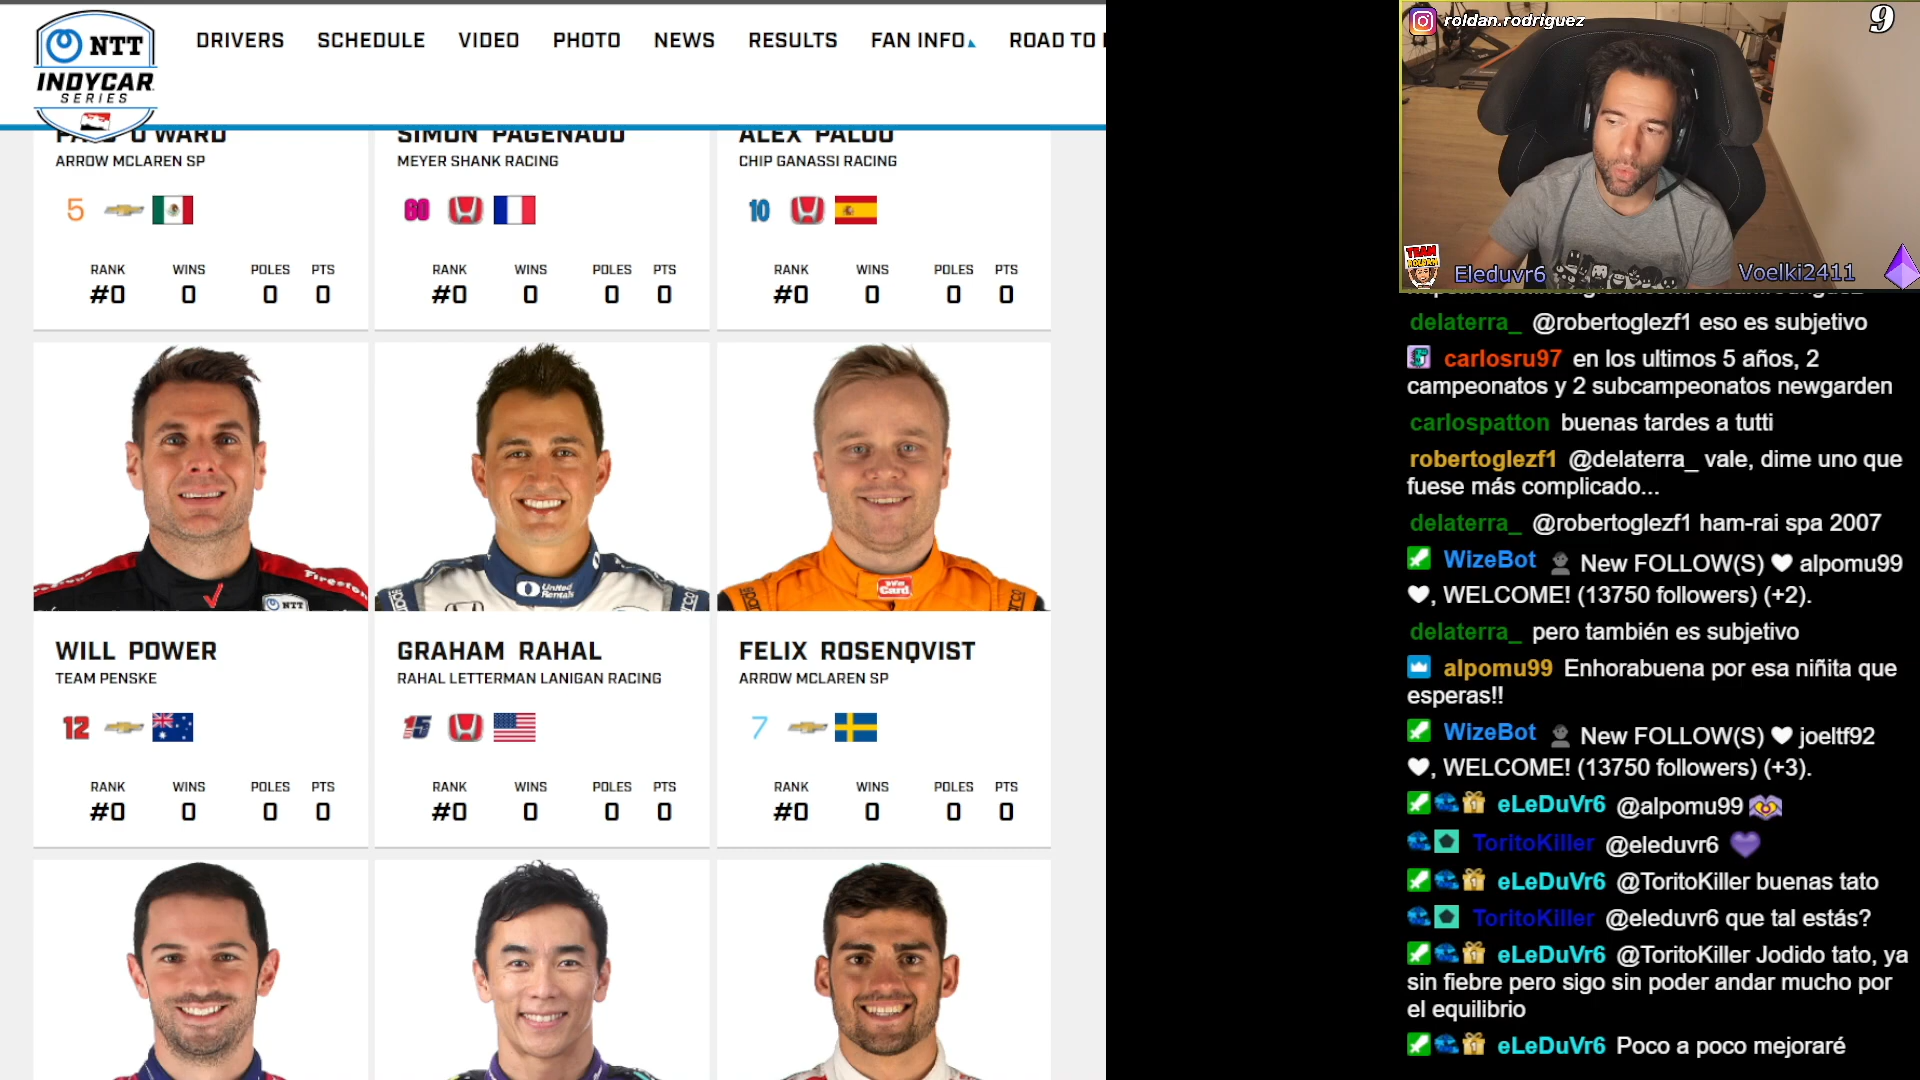 NTT
INDYCAR
SERIES
DRIVERS SCHEDULE VIDEO PHOTO NEWS RESULTS FAN INFO ROAD TO
O'WARD
SIMON PAGENAUD
ALEX PALOU
ARROW MCLAREN SP
MEYER SHANK RACING
CHIP GANASSI RACING
5
60
10
RANK WINS POLES PTS
#0 0 0 0
RANK WINS POLES PTS
#0 0 0 0
RANK WINS POLES PTS
#0 0 0 0
Firestone
NTT
United
Rentals
WILL POWER
TEAM PENSKE
12
RANK WINS POLES PTS
#0 0 0 0
GRAHAM RAHAL
RAHAL LETTERMAN LANIGAN RACING
15
RANK WINS POLES PTS
#0 0 0 0
FELIX ROSENQVIST
ARROW MCLAREN SP
7
RANK WINS POLES PTS
#0 0 0 0
roldan.rodriguez
9
TEAM
ROLDAN
Eleduvr6
Voelki2411
delaterra_ @robertoglezf1 eso es subjetivo
carlosru97 en los ultimos 5 años, 2
campeonatos y 2 subcampeonatos newgarden
carlospatton buenas tardes a tutti
robertoglezf1 @delaterra_ vale, dime uno que
fuese más complicado...
delaterra_ @robertoglezf1 ham-rai spa 2007
WizeBot New FOLLOW(S) alpomu99
, WELCOME! (13750 followers) (+2).
delaterra_ pero también es subjetivo
alpomu99 Enhorabuena por esa niñita que
esperas!!
WizeBot New FOLLOW(S) joeltf92
, WELCOME! (13750 followers) (+3).
eLeDuVr6 @alpomu99
ToritoKiller @eleduvr6
eLeDuVr6 @ToritoKiller buenas tato
ToritoKiller @eleduvr6 que tal estás?
eLeDuVr6 @ToritoKiller Jodido tato, ya
sin fiebre pero sigo sin poder andar mucho por
el equilibrio
eLeDuVr6 Poco a poco mejoraré